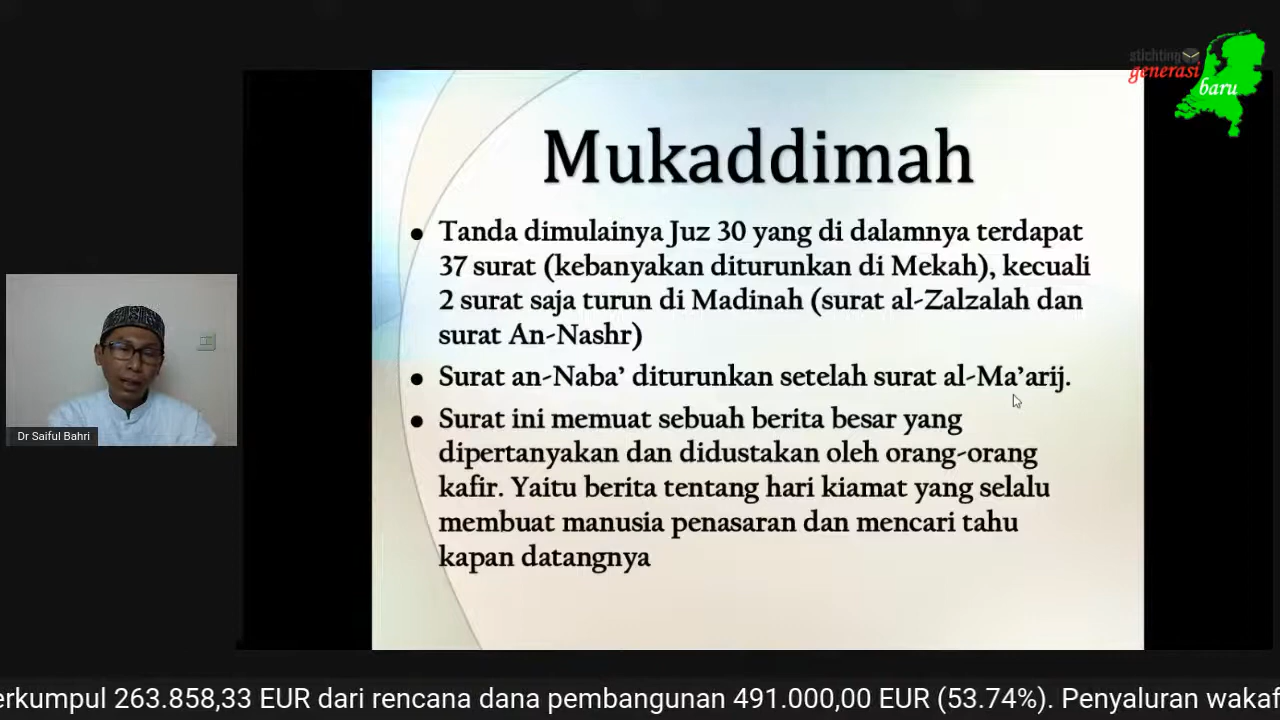 stichting
generasi
baru
Mukaddimah
• Tanda dimulainya Juz 30 yang di dalamnya terdapat
37 surat (kebanyakan diturunkan di Mekah), kecuali
2 surat saja turun di Madinah (surat al-Zalzalah dan
surat An-Nashr)
• Surat an-Naba’ diturunkan setelah surat al-Ma’arij.
• Surat ini memuat sebuah berita besar yang
dipertanyakan dan didustakan oleh orang-orang
kafir. Yaitu berita tentang hari kiamat yang selalu
membuat manusia penasaran dan mencari tahu
kapan datangnya
Dr Saiful Bahri
erkumpul 263.858,33 EUR dari rencana dana pembangunan 491.000,00 EUR (53.74%). Penyaluran wakaf